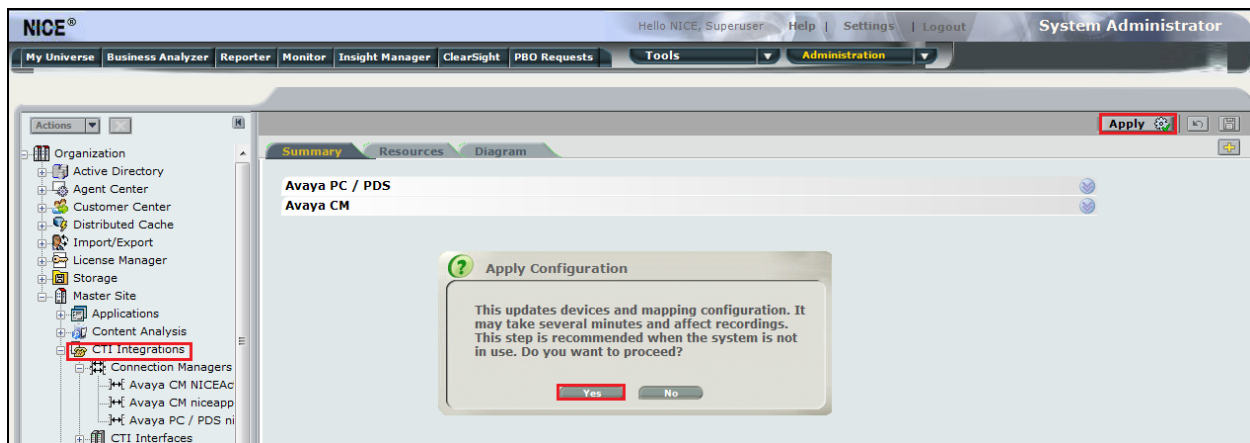 NICE®
Hello NICE, Superuser Help | Settings | Logout System Administrator
My Universe Business Analyzer Reporter Monitor Insight Manager ClearSight PBO Requests Tools Administration
Actions
Apply
Organization
Active Directory
Agent Center
Customer Center
Distributed Cache
Import/Export
License Manager
Storage
Master Site
Applications
Content Analysis
CTI Integrations
Connection Managers
Avaya CM NICEAc
Avaya CM niceapp
Avaya PC / PDS ni
CTI Interfaces
Summary Resources Diagram
Avaya PC / PDS
Avaya CM
Apply Configuration
This updates devices and mapping configuration. It
may take several minutes and affect recordings.
This step is recommended when the system is not
in use. Do you want to proceed?
Yes No